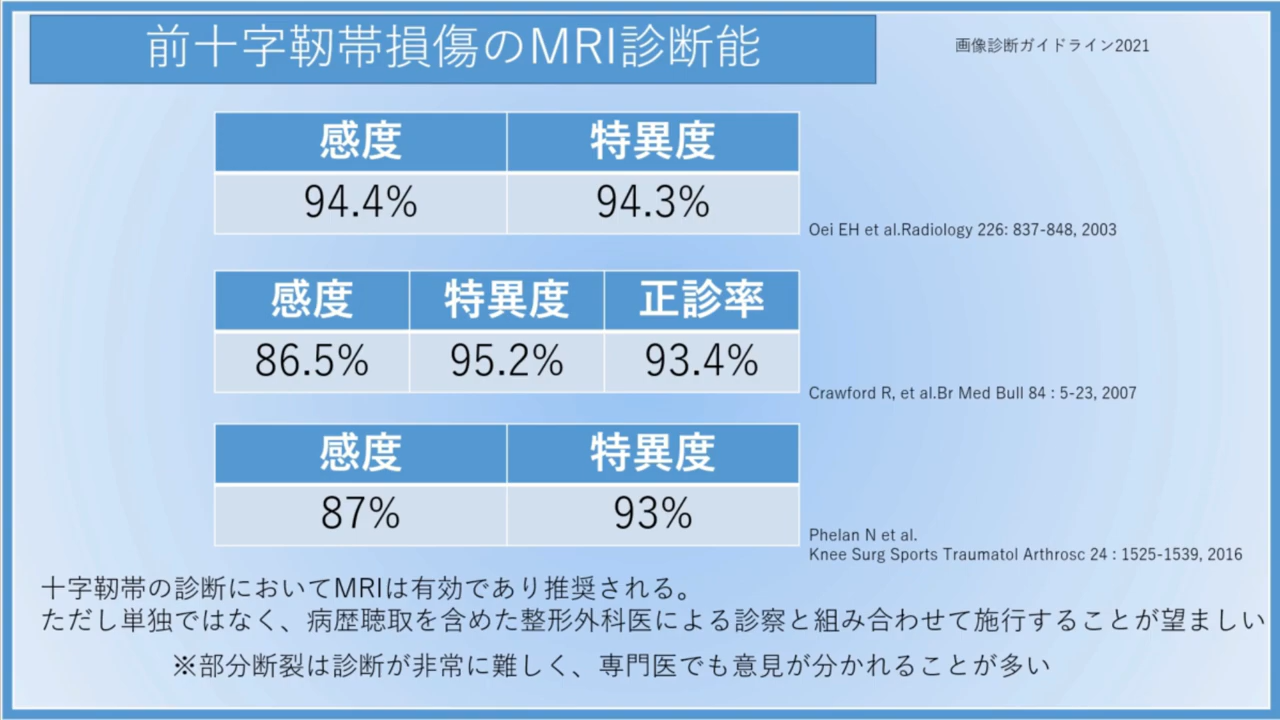 前十字靭帯損傷のMRI診断能
画像診断ガイドライン2021
感度 特異度
94.4% 94.3%
Oei EH et al.Radiology 226: 837-848, 2003
感度 特異度 正診率
86.5% 95.2% 93.4%
Crawford R, et al.Br Med Bull 84 : 5-23, 2007
感度 特異度
87% 93%
Phelan N et al.
Knee Surg Sports Traumatol Arthrosc 24 : 1525-1539, 2016
十字靭帯の診断においてMRIは有効であり推奨される。
ただし単独ではなく、病歴聴取を含めた整形外科医による診察と組み合わせて施行することが望ましい
※部分断裂は診断が非常に難しく、専門医でも意見が分かれることが多い